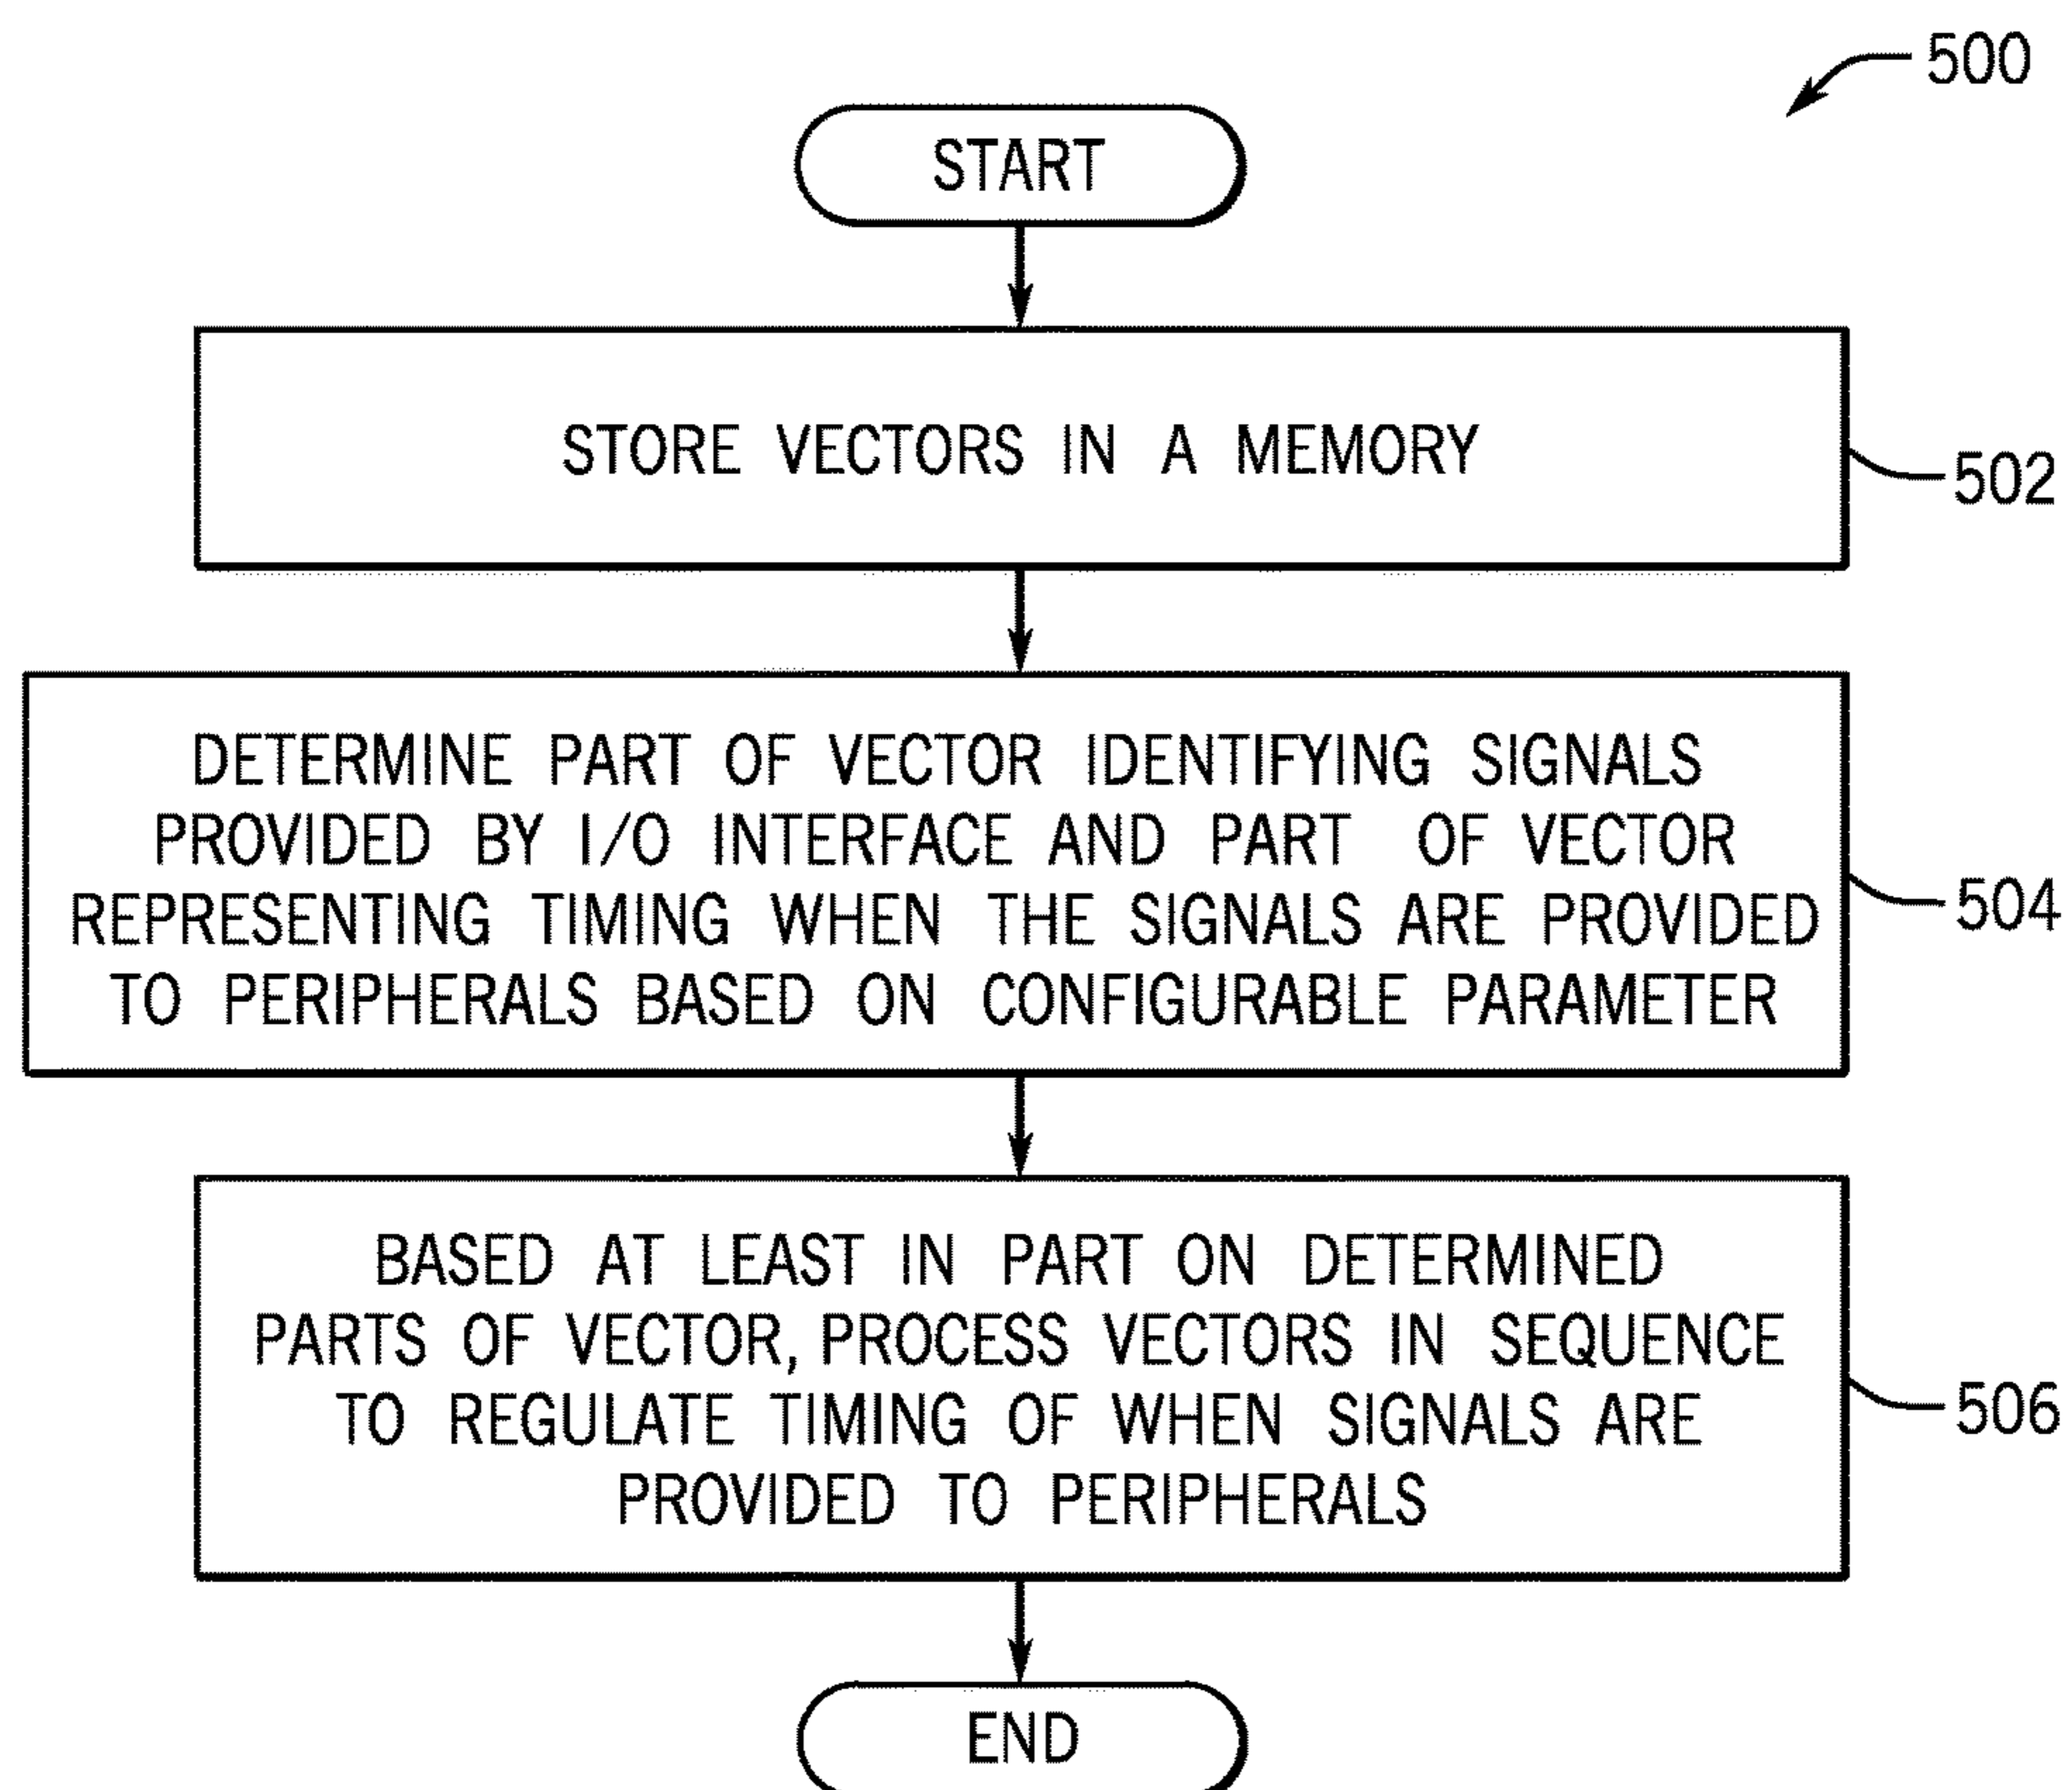 500
START
STORE VECTORS IN A MEMORY
502
DETERMINE PART OF VECTOR IDENTIFYING SIGNALS
PROVIDED BY I/O INTERFACE AND PART OF VECTOR
REPRESENTING TIMING WHEN THE SIGNALS ARE PROVIDED
TO PERIPHERALS BASED ON CONFIGURABLE PARAMETER
504
BASED AT LEAST IN PART ON DETERMINED
PARTS OF VECTOR, PROCESS VECTORS IN SEQUENCE
TO REGULATE TIMING OF WHEN SIGNALS ARE
PROVIDED TO PERIPHERALS
506
END